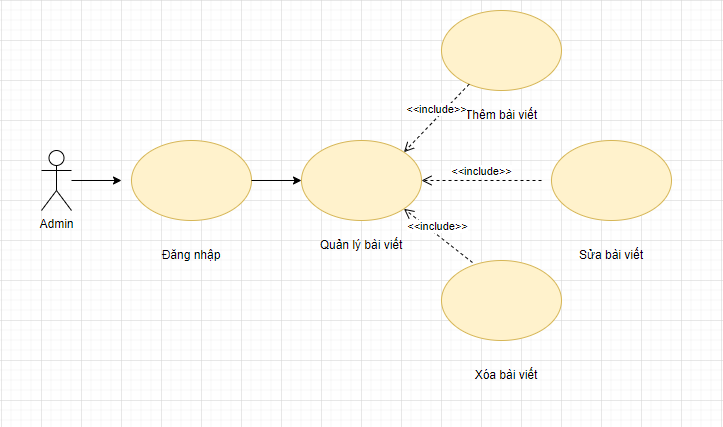 <<include>>
Thêm bài viết
<<include>>
Admin
Đăng nhập
Quản lý bài viết
<<include>>
Sửa bài viết
Xóa bài viết